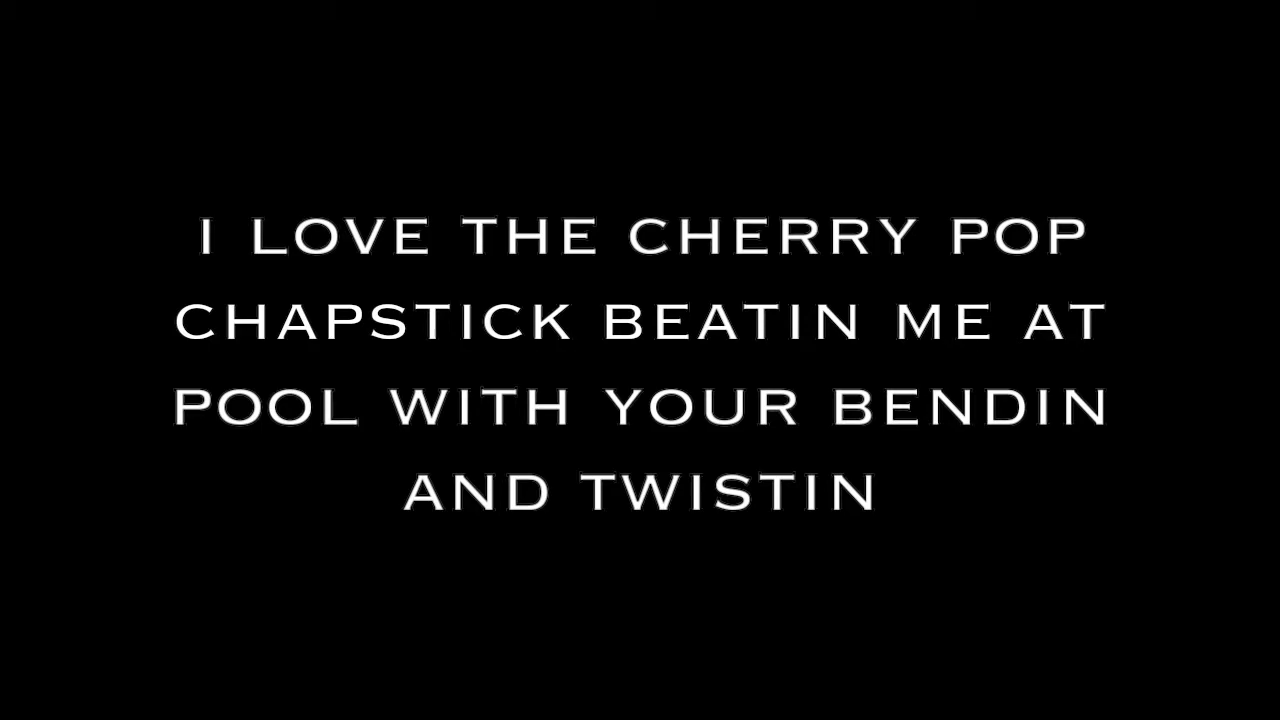 I LOVE THE CHERRY POP
CHAPSTICK BEATIN ME AT
POOL WITH YOUR BENDIN
AND TWISTIN